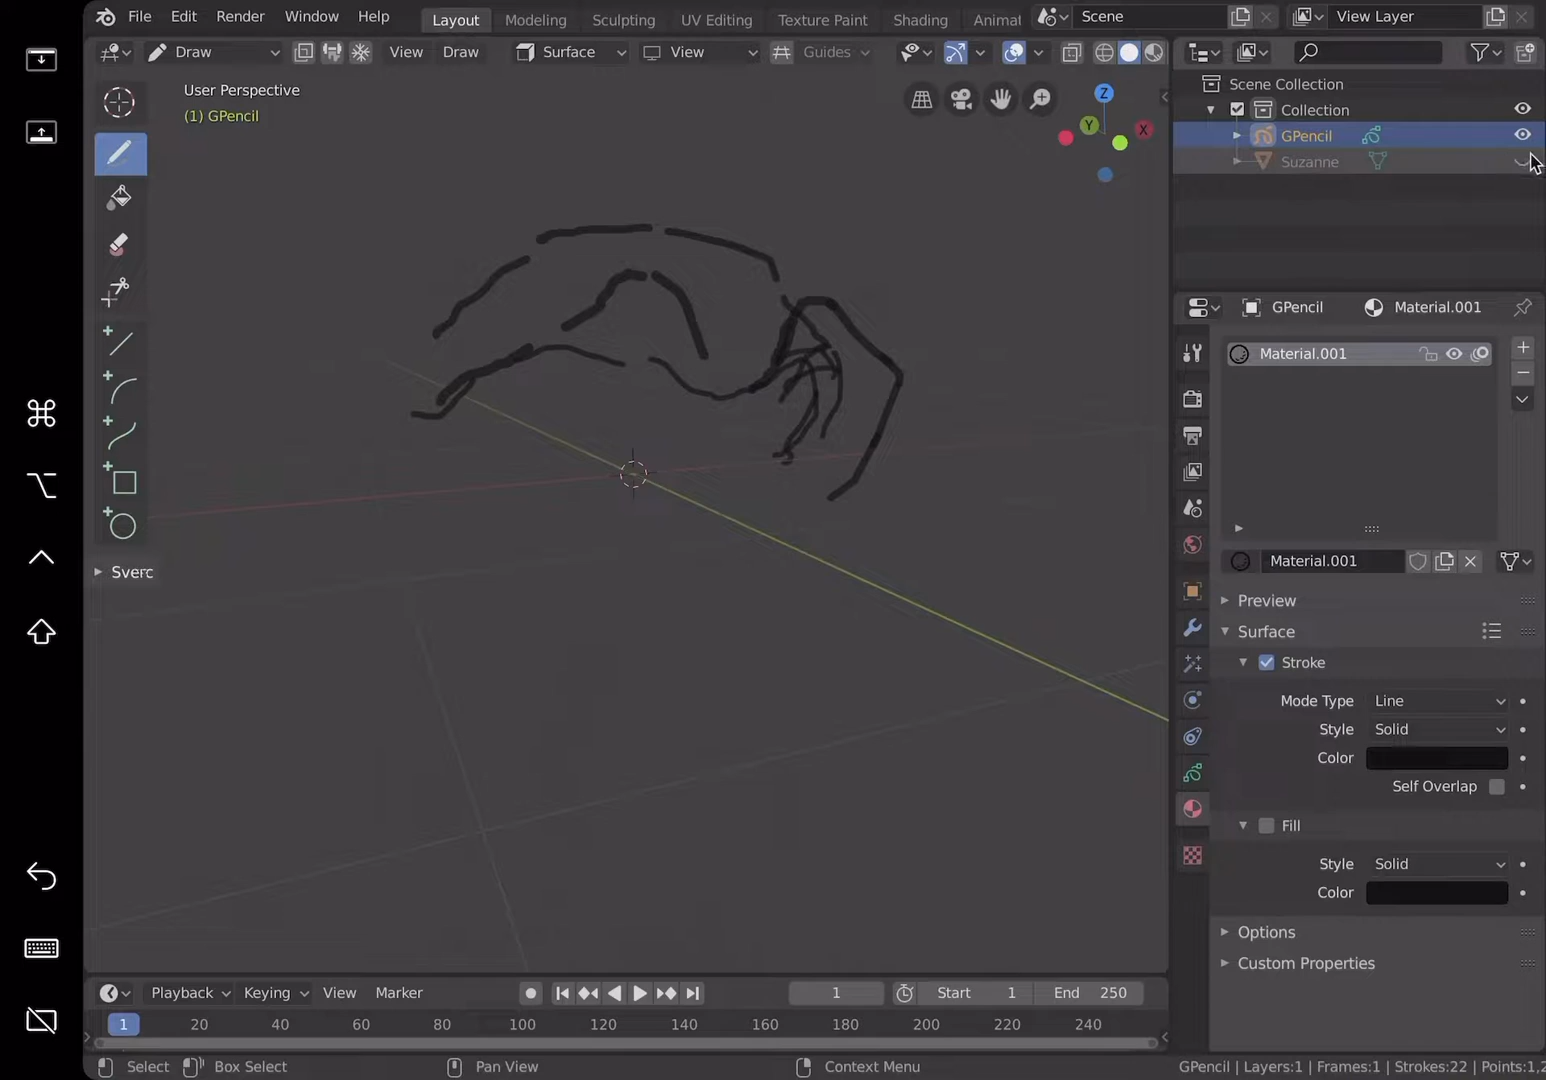 File Edit Render Window Help Layout Modeling Sculpting UV Editing Texture Paint Shading Animat Scene View Layer
Draw View Draw Surface View Guides
User Perspective
(1) GPencil
Z
Y
X
Sverc
Scene Collection
Collection
GPencil
Suzanne
GPencil Material.001
Material.001
Material.001
Preview
Surface
Stroke
Mode Type Line
Style Solid
Color
Self Overlap
Fill
Style Solid
Color
Options
Custom Properties
Playback Keying View Marker 1 Start 1 End 250
1 20 40 60 80 100 120 140 160 180 200 220 240
Select Box Select Pan View Context Menu GPencil | Layers:1 | Frames:1 | Strokes:22 | Points:1,2